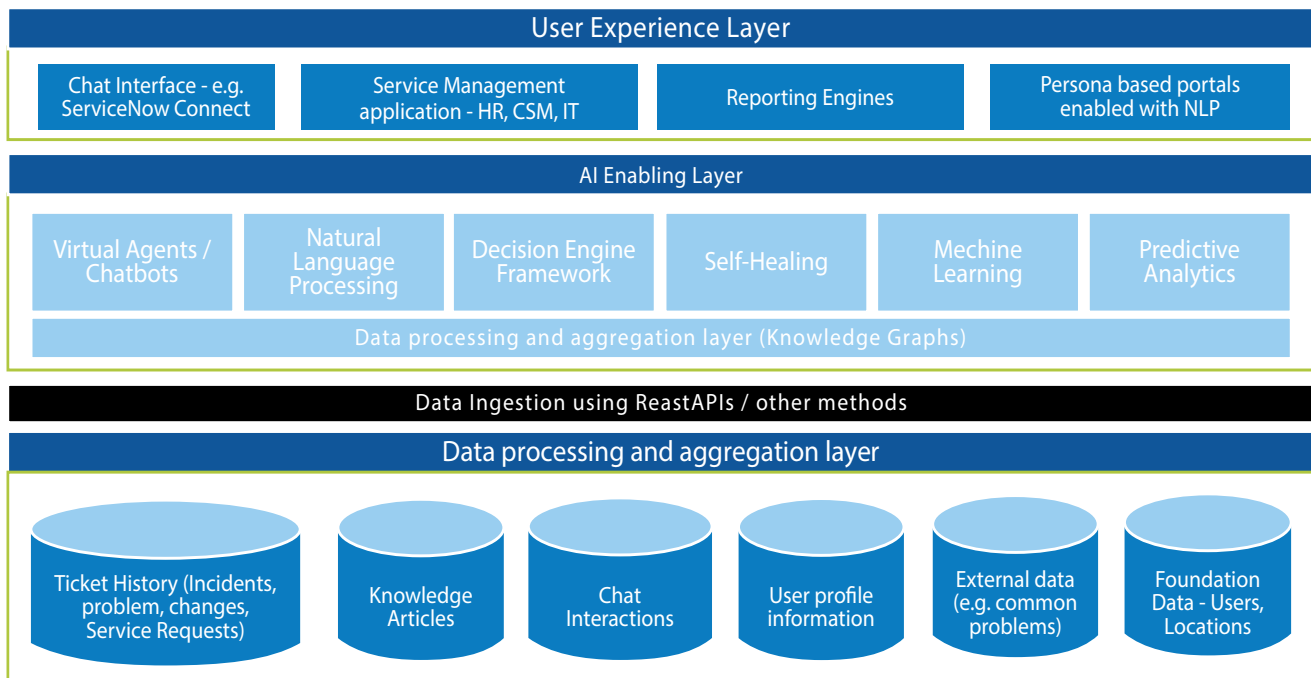 User Experience Layer
Chat Interface - e.g.
ServiceNow Connect
Service Management
application - HR, CSM, IT
Reporting Engines
Persona based portals
enabled with NLP
AI Enabling Layer
Virtual Agents /
Chatbots
Natural
Language
Processing
Decision Engine
Framework
Self-Healing
Mechine
Learning
Predictive
Analytics
Data processing and aggregation layer (Knowledge Graphs)
Data Ingestion using ReastAPIs / other methods
Data processing and aggregation layer
Ticket History (Incidents,
problem, changes,
Service Requests)
Knowledge
Articles
Chat
Interactions
User profile
information
External data
(e.g. common
problems)
Foundation
Data - Users,
Locations